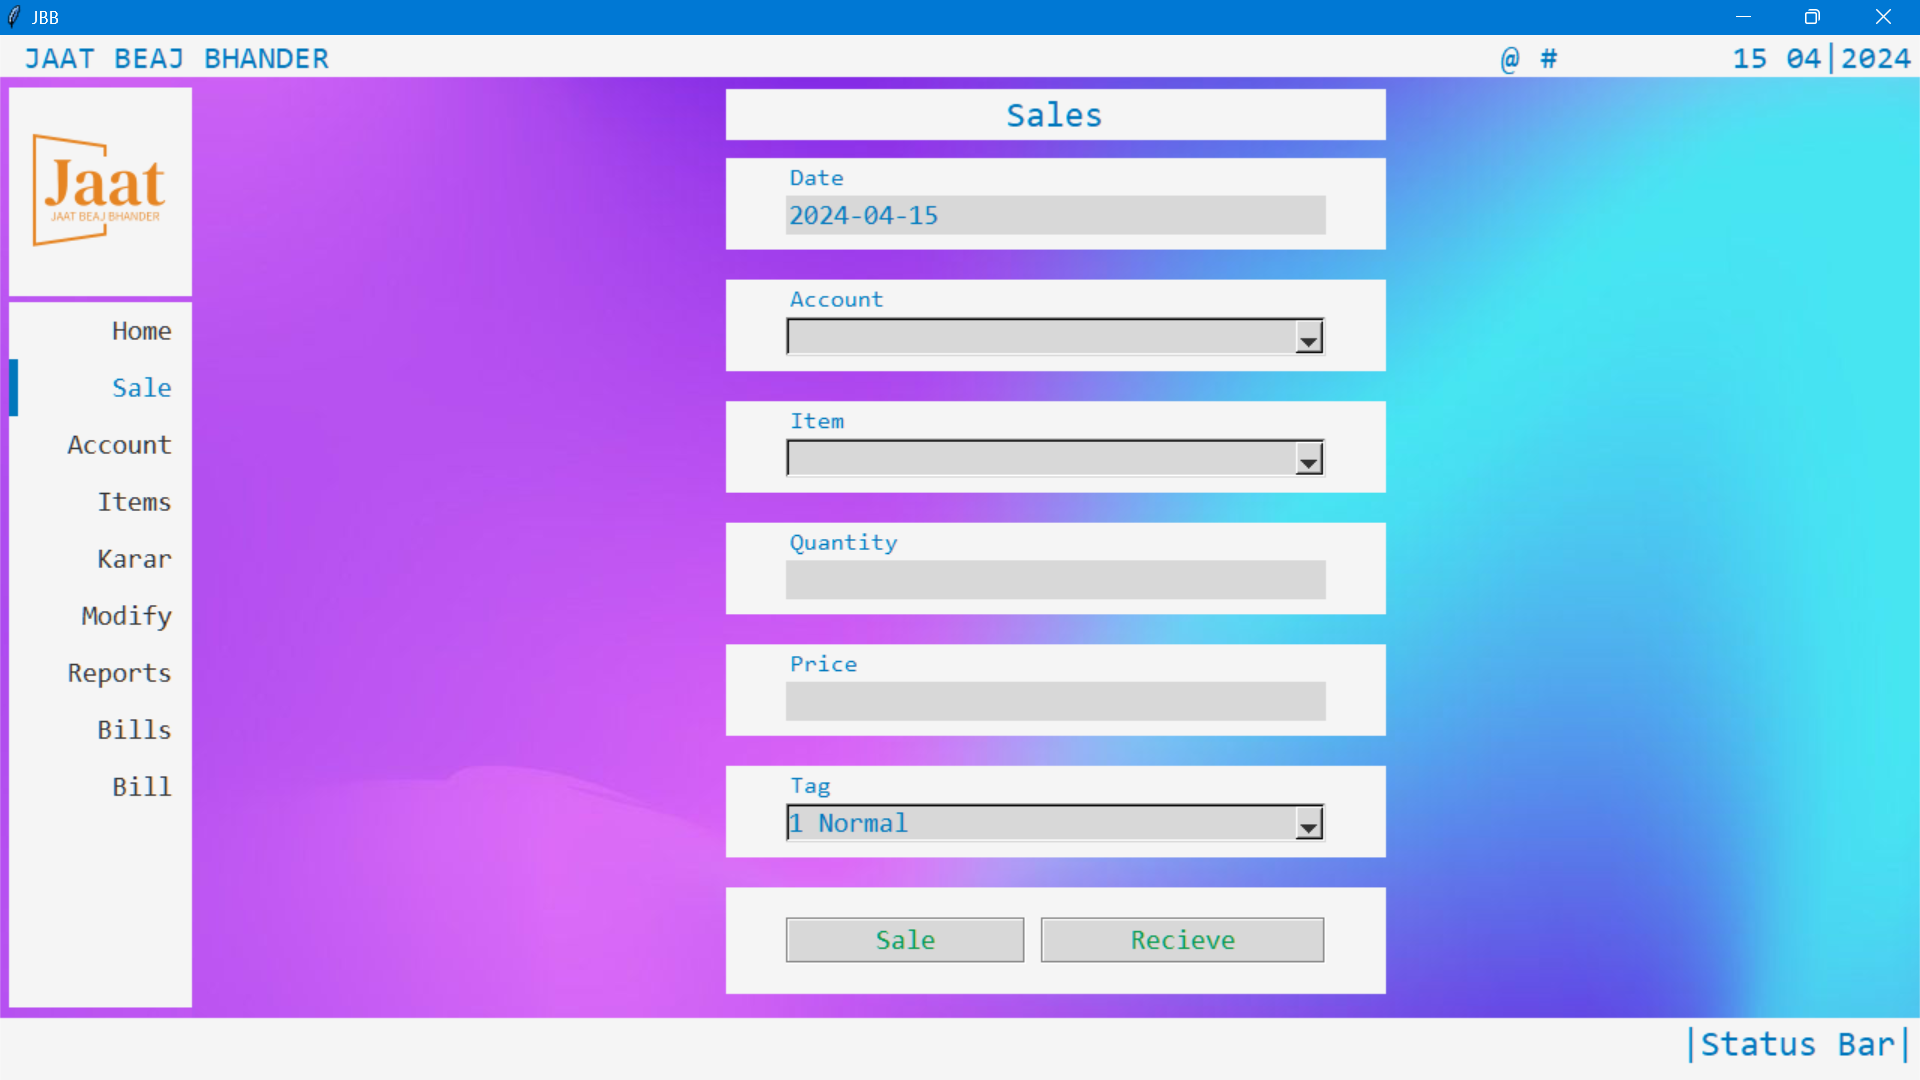 JBB
JAAT BEAJ BHANDER
@ #
15 04|2024
Jaat
JAAT BEAJ BHANDER
Home
Sale
Account
Items
Karar
Modify
Reports
Bills
Bill
Sales
Date
2024-04-15
Account
Item
Quantity
Price
Tag
1 Normal
Sale
Recieve
|Status Bar|